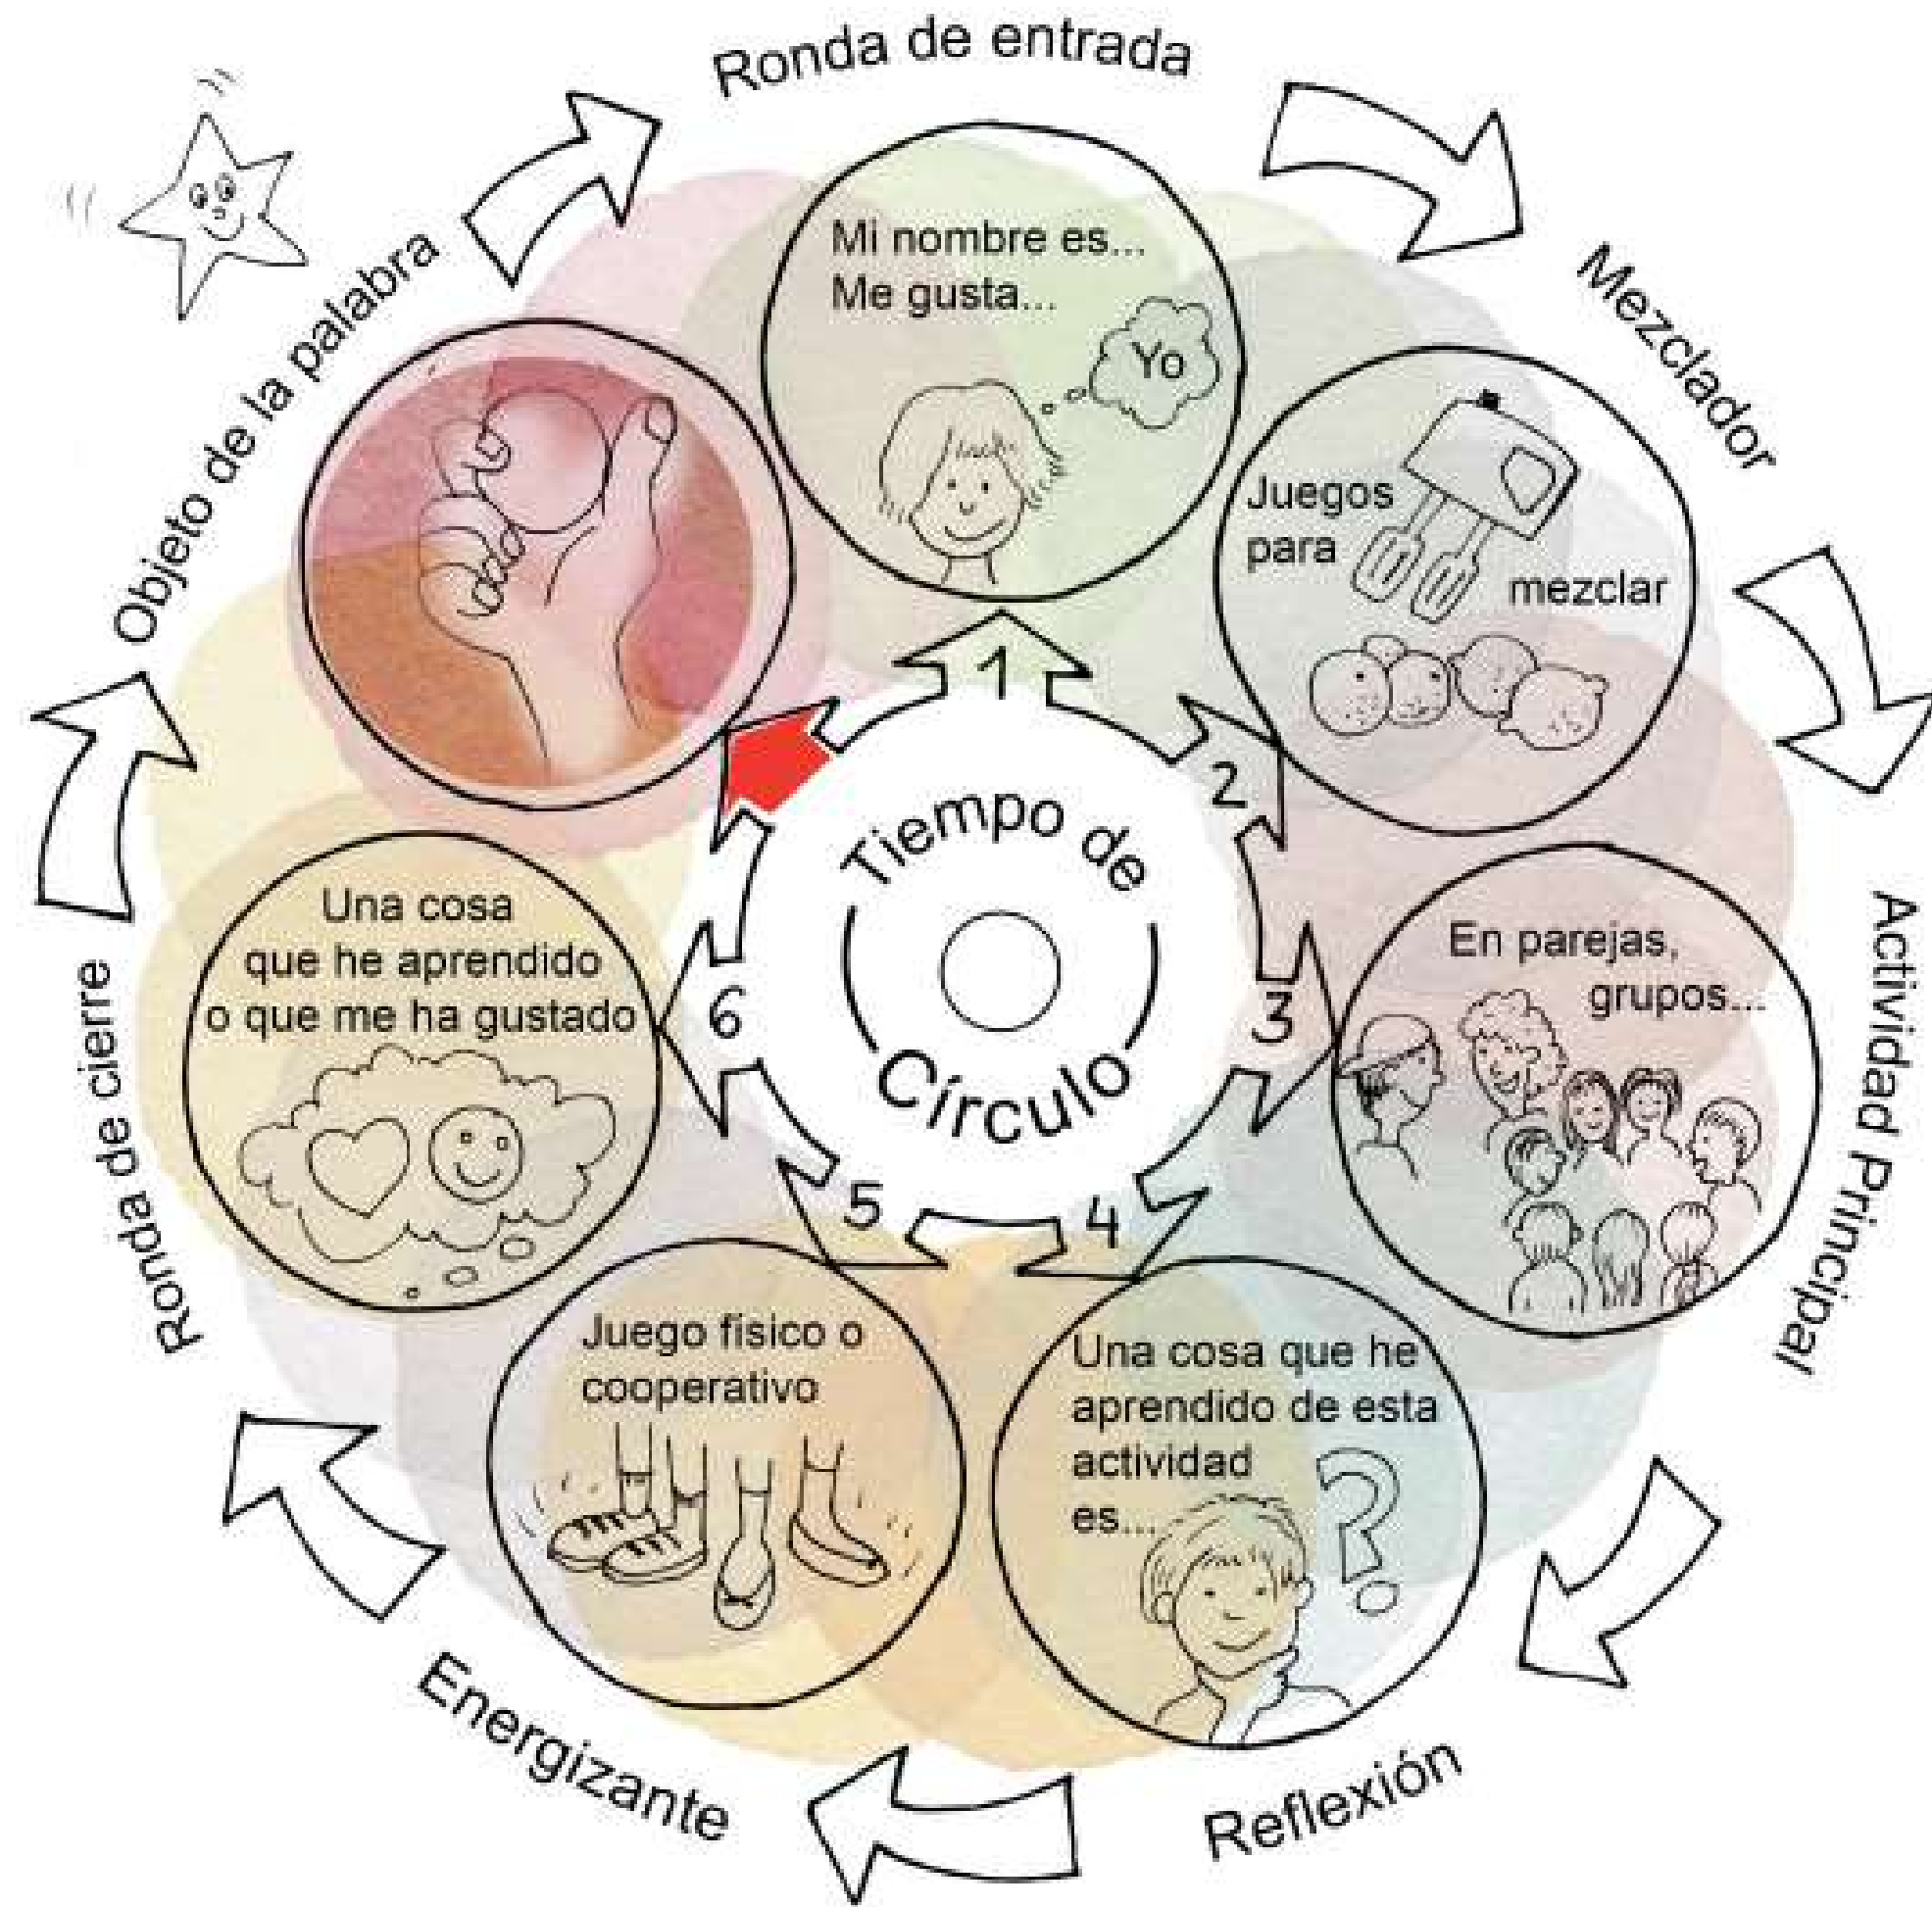 Ronda de entrada
Mi nombre es...
Me gusta...
Yo
Mezclador
Juegos
para
mezclar
Actividad Principal
En parejas,
grupos...
Reflexión
Una cosa que he
aprendido de esta
actividad
es...
Energizante
Juego físico o
cooperativo
Ronda de cierre
Una cosa
que he aprendido
o que me ha gustado
Objeto de la palabra
1
2
3
4
5
6
Tiempo de
Círculo